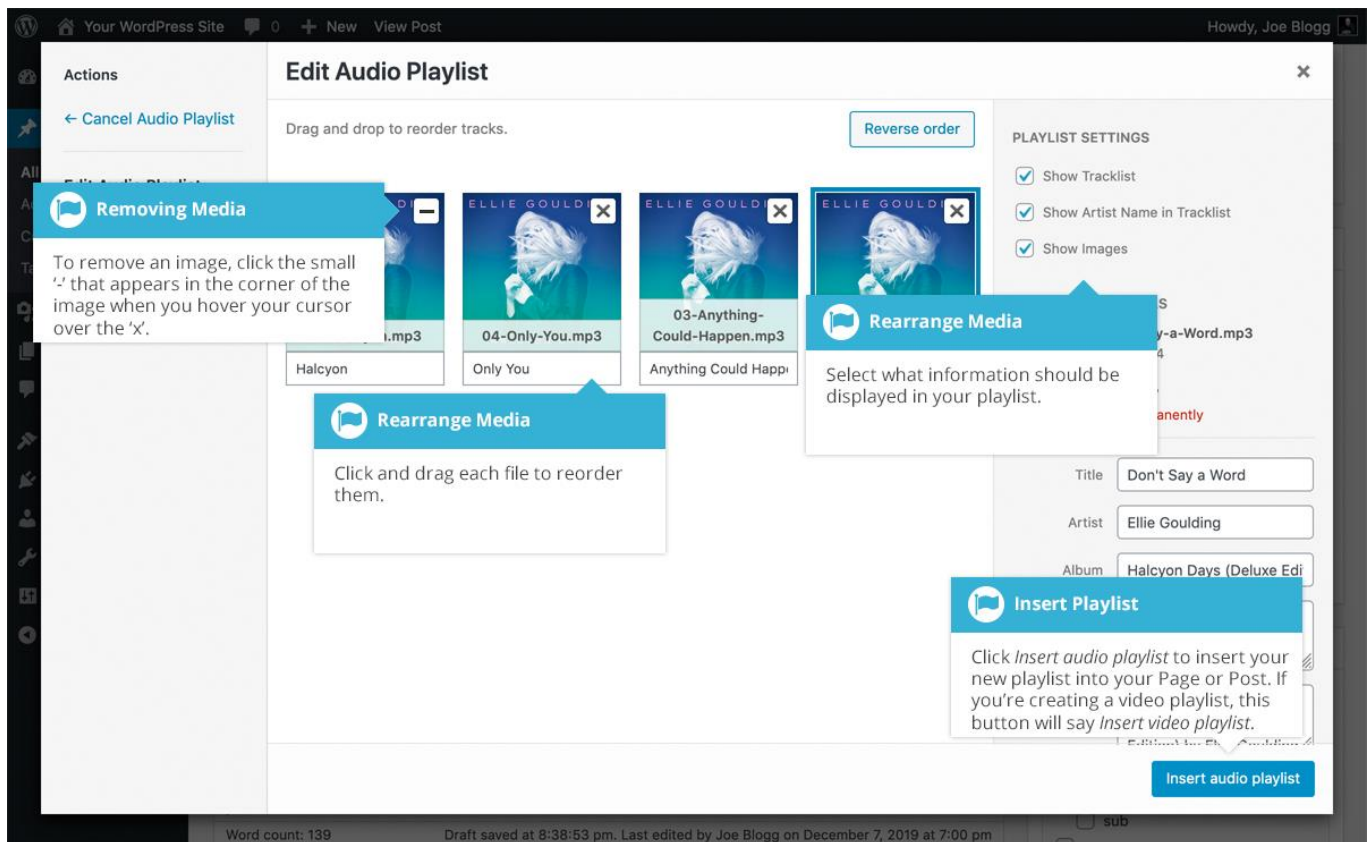 Your WordPress Site 0 + New View Post Howdy, Joe Blogg
Actions
← Cancel Audio Playlist
Edit Audio Playlist
Edit Audio Playlist
×
Drag and drop to reorder tracks.
Reverse order
Removing Media
To remove an image, click the small
‘-’ that appears in the corner of the
image when you hover your cursor
over the ‘x’.
ELLIE
ELLIE
ELLIE
.mp3
04-Only-You.mp3
03-Anything-
Could-Happen.mp3
Halcyon
Only You
Anything Could
Rearrange Media
Click and drag each file to reorder
them.
PLAYLIST SETTINGS
Show Tracklist
Show Artist Name in Tracklist
Show Images
Rearrange Media
Select what information should be
displayed in your playlist.
y-a-Word.mp3
Title Don't Say a Word
Artist Ellie Goulding
Album Halcyon Days (Deluxe
Insert Playlist
Click Insert audio playlist to insert your
new playlist into your Page or Post. If
you’re creating a video playlist, this
button will say Insert video playlist.
Insert audio playlist
Word count: 139 Draft saved at 8:38:53 pm. Last edited by Joe Blogg on December 7, 2019 at 7:00 pm
sub